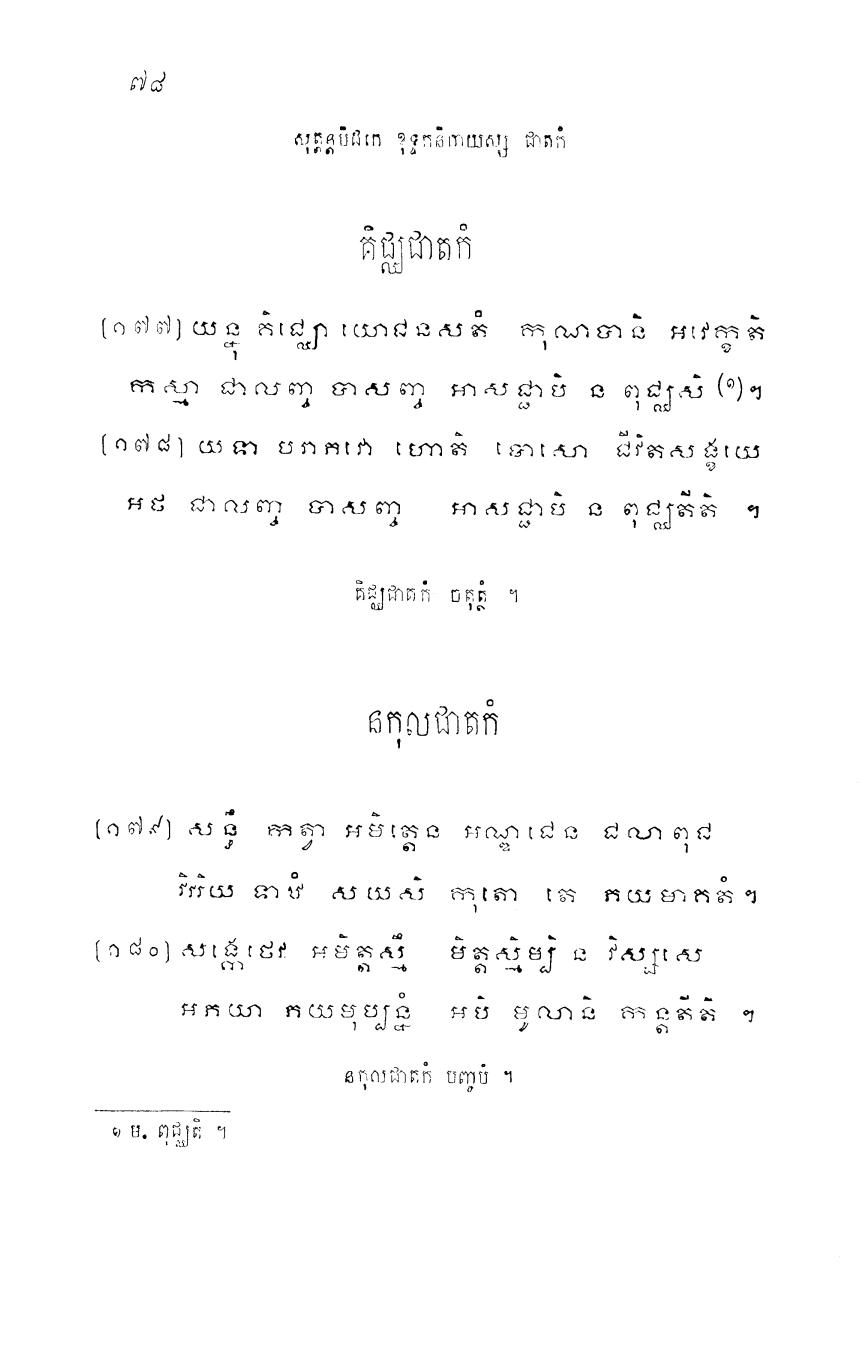 ៧៨
សុត្តន្តបិដកេ ខុទ្ទកនិកាយស្ស ជាតកំ
គិជ្ឈជាតកំ
[១៧៧] យន្នុ គិជ្ឈោ យោជនសតំ កុណបានិ អវេក្ខតិ
កស្មា ជាលញ្ច បាសញ្ច អាសជ្ជាបិ ន ពុជ្ឈសិ (១)។
[១៧៨] យទា បរាភវោ ហោតិ បោសោ ជីវិតសង្ខយេ
អថ ជាលញ្ច បាសញ្ច អាសជ្ជាបិ ន ពុជ្ឈតីតិ ។
គិជ្ឈជាតកំ ចតុត្ថំ ។
នកុលជាតកំ
[១៧៩] សន្ធឹ កត្វា អមិត្តេន អណ្ឌជេន ជលាពុជ
វិវរិយ ទាឋំ សយសិ កុតោ តេ ភយមាគតំ។
[១៨០] សង្កេថេវ អមិត្តស្មឹ មិត្តស្មិម្បិ ន វិស្សសេ
អភយា ភយមុប្បន្នំ អបិ មូលានិ កន្តតីតិ ។
នកុលជាតកំ បញ្ចមំ ។
១ ម. ពុជ្ឈតិ ។